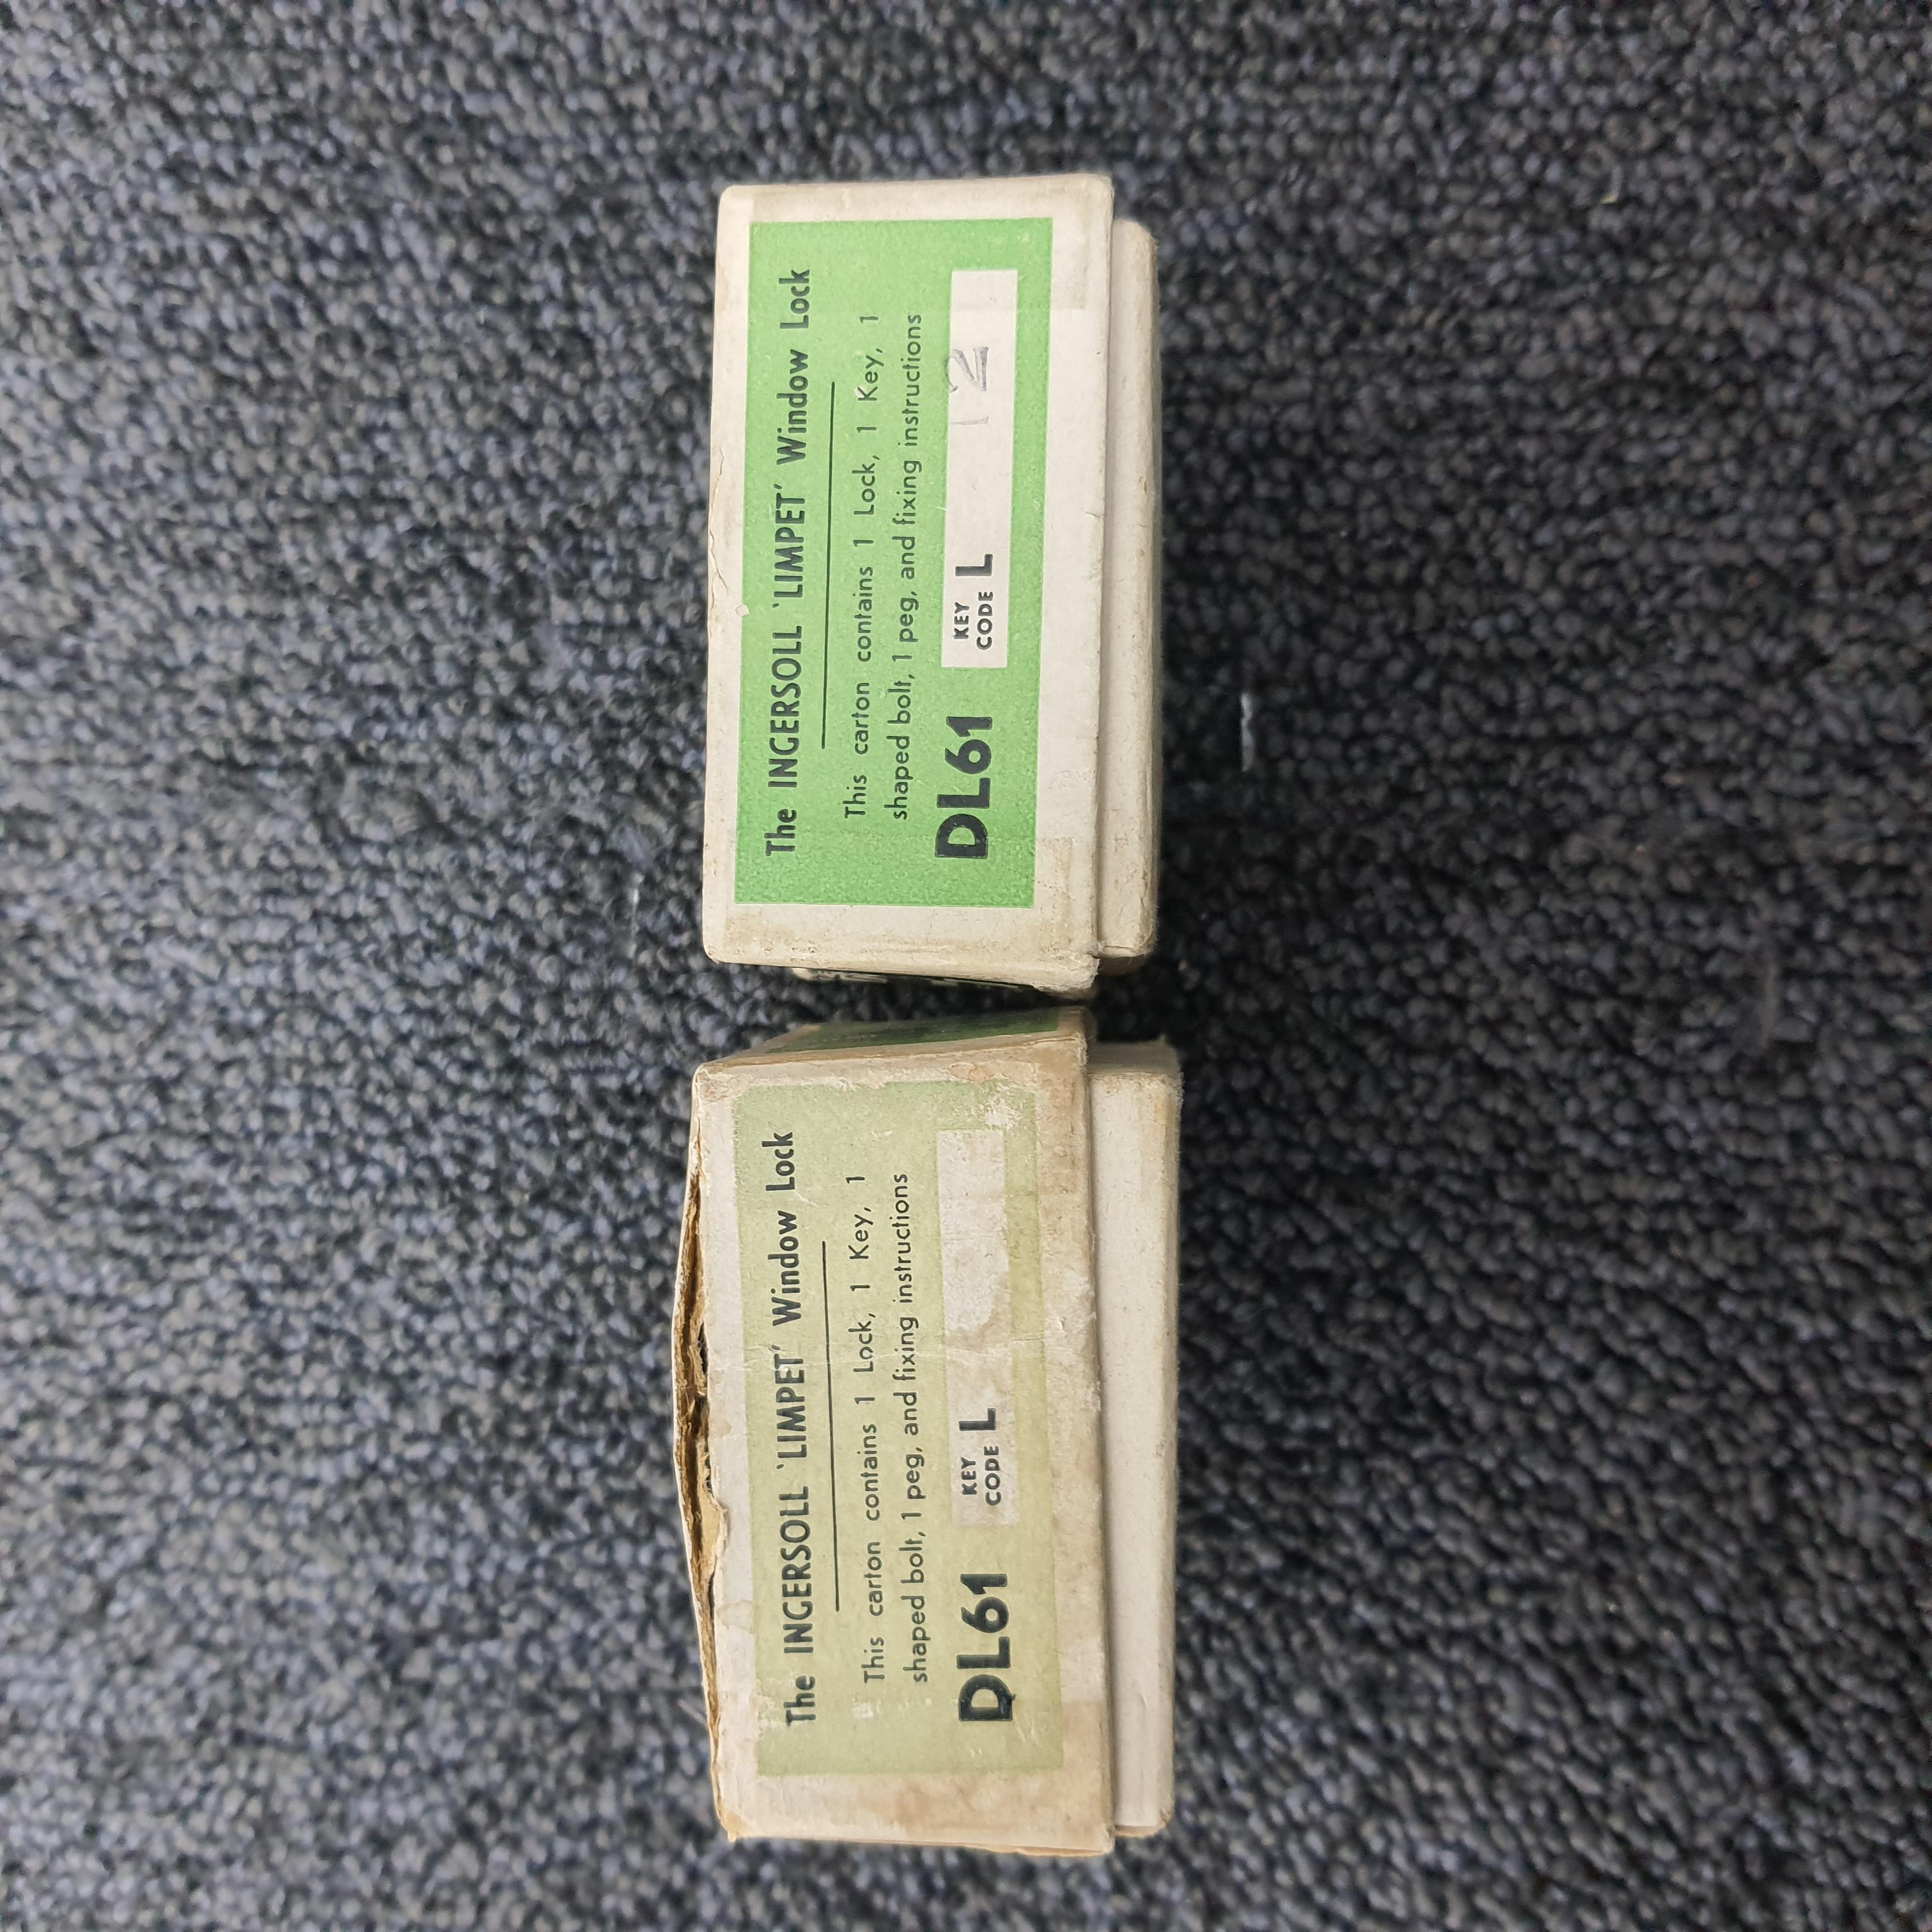 The INGERSOLL 'LIMPET' Window Lock
This carton contains 1 Lock, 1 Key, 1
shaped bolt, 1 peg, and fixing instructions
DL61 KEY CODE L
The INGERSOLL 'LIMPET' Window Lock
This carton contains 1 Lock, 1 Key, 1
shaped bolt, 1 peg, and fixing instructions
DL61 KEY CODE L 12